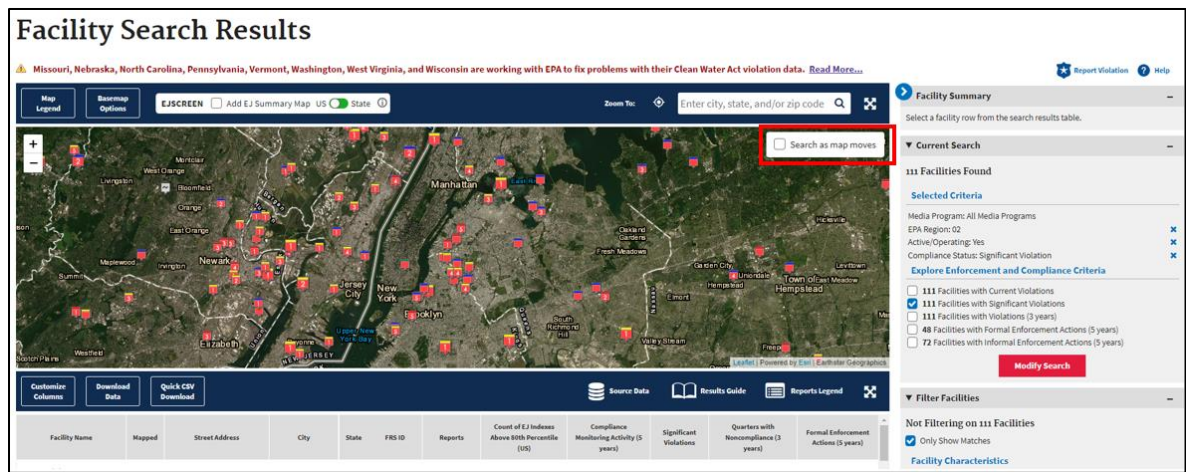 Facility Search Results
Missouri, Nebraska, North Carolina, Pennsylvania, Vermont, Washington, West Virginia, and Wisconsin are working with EPA to fix problems with their Clean Water Act violation data. Read More...
Report Violation
Help
Map Legend
Basemap Options
EJSCREEN Add EJ Summary Map US State
Zoom To:
Enter city, state, and/or zip code
+
−
Search as map moves
Montclair
West Orange
Livingston
Bloomfield
Orange
East Orange
Maplewood
Irvington
Newark
Summit
Manhattan
East River
Jersey City
New York
Brooklyn
Oakland Gardens
Fresh Meadows
Hicksville
Garden City
Uniondale
Levittown
Hempstead
Town of Hempstead
East Meadow
Elmont
South Richmond Hill
Valley Stream
Freeport
Nassau
Bergen
Hudson
Union
Elizabeth
Bayonne
Upper New York Bay
NEW JERSEY
Scotch Plains
Westfield
Leaflet | Powered by Esri | Earthstar Geographics
Customize Columns
Download Data
Quick CSV Download
Source Data
Results Guide
Reports Legend
Facility Name
Mapped
Street Address
City
State
FRS ID
Reports
Count of EJ Indexes Above 80th Percentile (US)
Compliance Monitoring Activity (5 years)
Significant Violations
Quarters with Noncompliance (3 years)
Formal Enforcement Actions (5 years)
Facility Summary
Select a facility row from the search results table.
Current Search
111 Facilities Found
Selected Criteria
Media Program: All Media Programs
EPA Region: 02
Active/Operating: Yes
Compliance Status: Significant Violation
Explore Enforcement and Compliance Criteria
111 Facilities with Current Violations
111 Facilities with Significant Violations
111 Facilities with Violations (3 years)
48 Facilities with Formal Enforcement Actions (5 years)
72 Facilities with Informal Enforcement Actions (5 years)
Modify Search
Filter Facilities
Not Filtering on 111 Facilities
Only Show Matches
Facility Characteristics